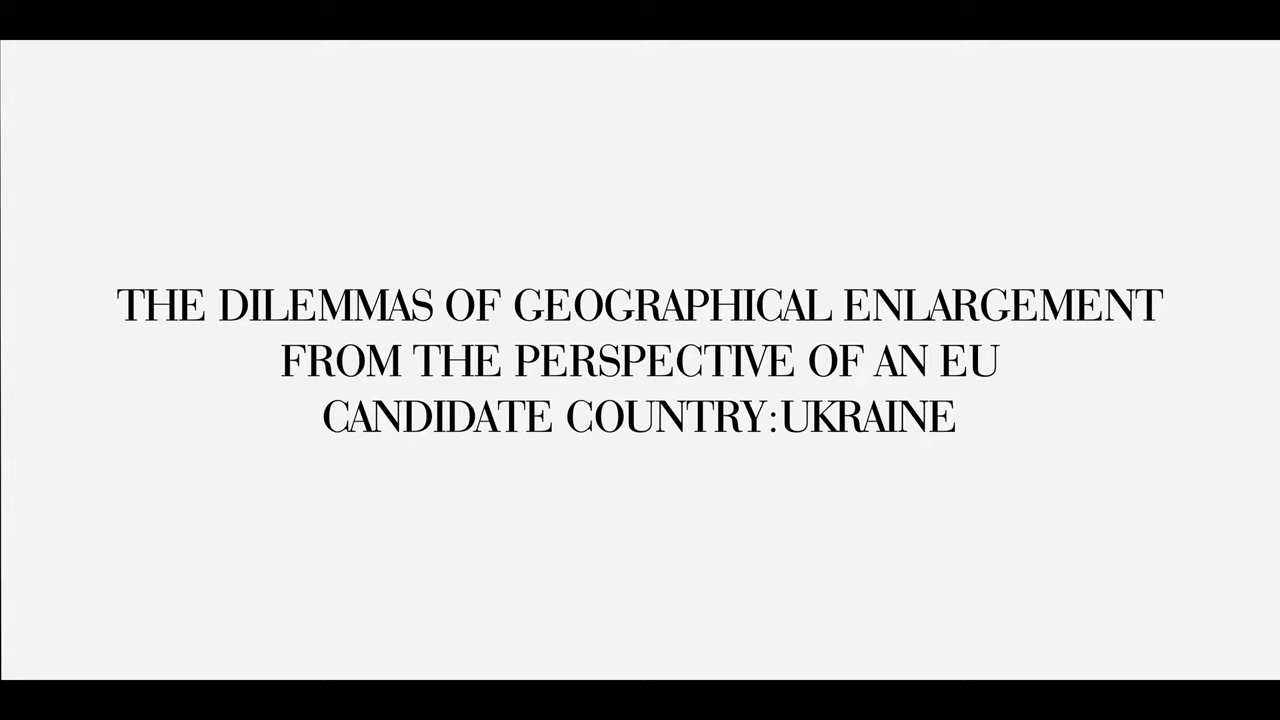 THE DILEMMAS OF GEOGRAPHICAL ENLARGEMENT
FROM THE PERSPECTIVE OF AN EU
CANDIDATE COUNTRY:UKRAINE